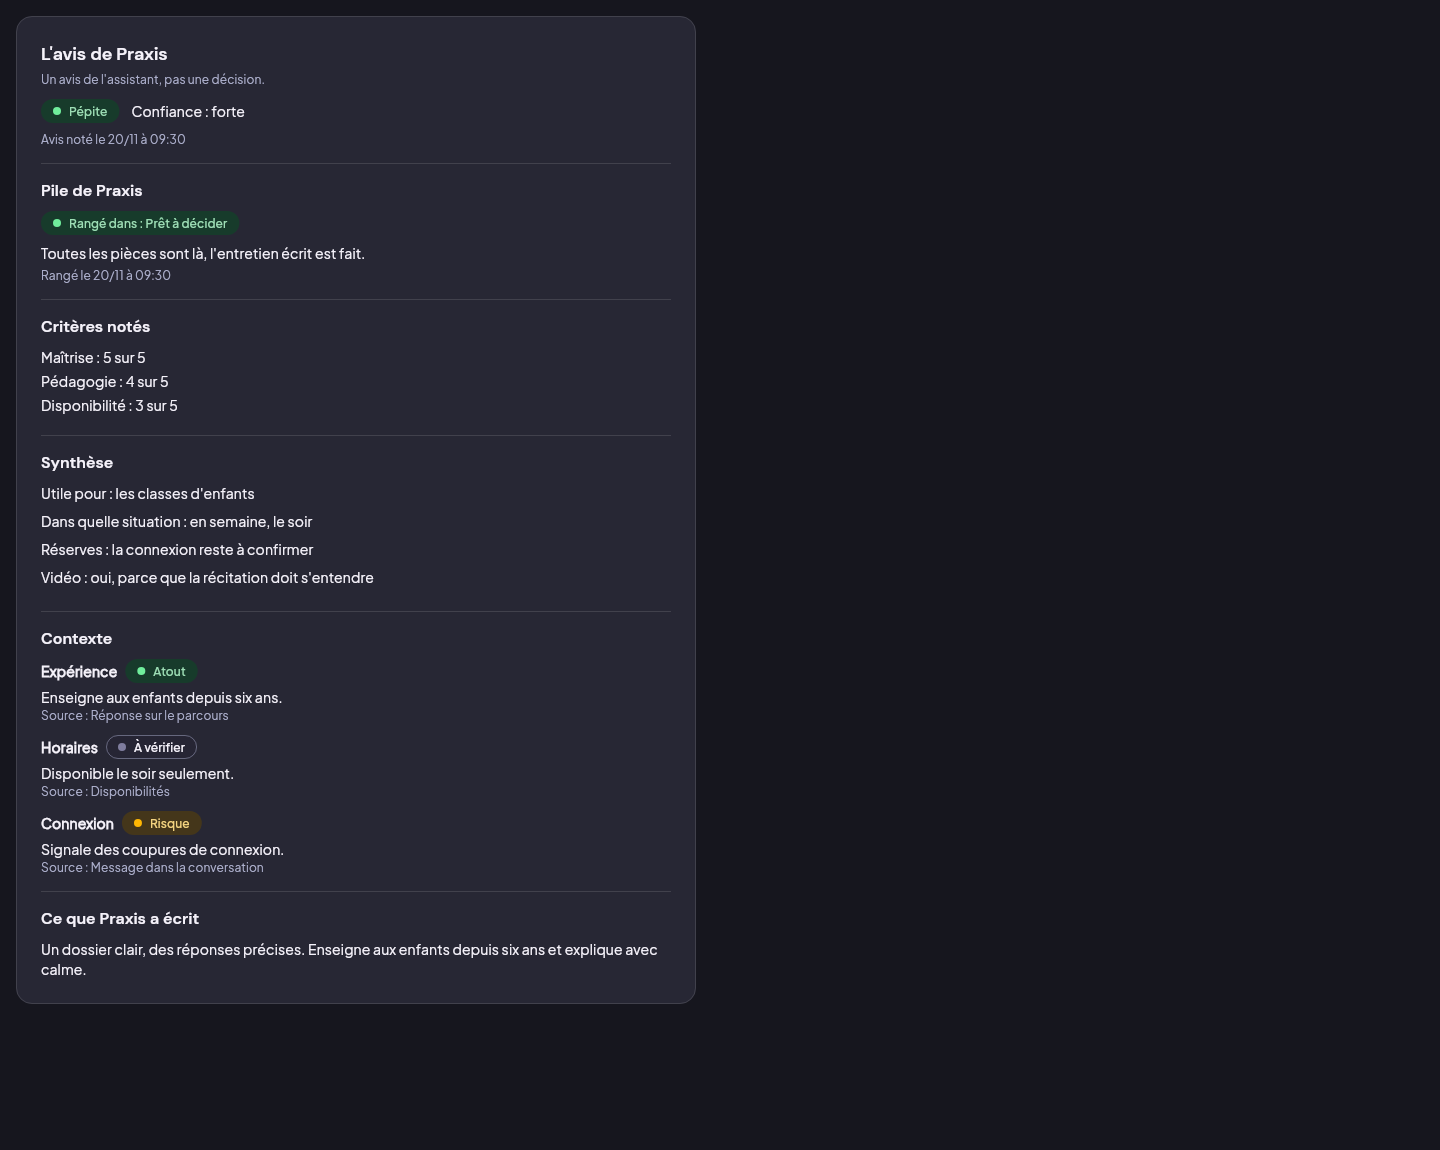 L'avis de Praxis
Un avis de l'assistant, pas une décision.
Pépite Confiance : forte
Avis noté le 20/11 à 09:30
Pile de Praxis
Rangé dans : Prêt à décider
Toutes les pièces sont là, l'entretien écrit est fait.
Rangé le 20/11 à 09:30
Critères notés
Maîtrise : 5 sur 5
Pédagogie : 4 sur 5
Disponibilité : 3 sur 5
Synthèse
Utile pour : les classes d'enfants
Dans quelle situation : en semaine, le soir
Réserves : la connexion reste à confirmer
Vidéo : oui, parce que la récitation doit s'entendre
Contexte
Expérience Atout
Enseigne aux enfants depuis six ans.
Source : Réponse sur le parcours
Horaires À vérifier
Disponible le soir seulement.
Source : Disponibilités
Connexion Risque
Signale des coupures de connexion.
Source : Message dans la conversation
Ce que Praxis a écrit
Un dossier clair, des réponses précises. Enseigne aux enfants depuis six ans et explique avec
calme.